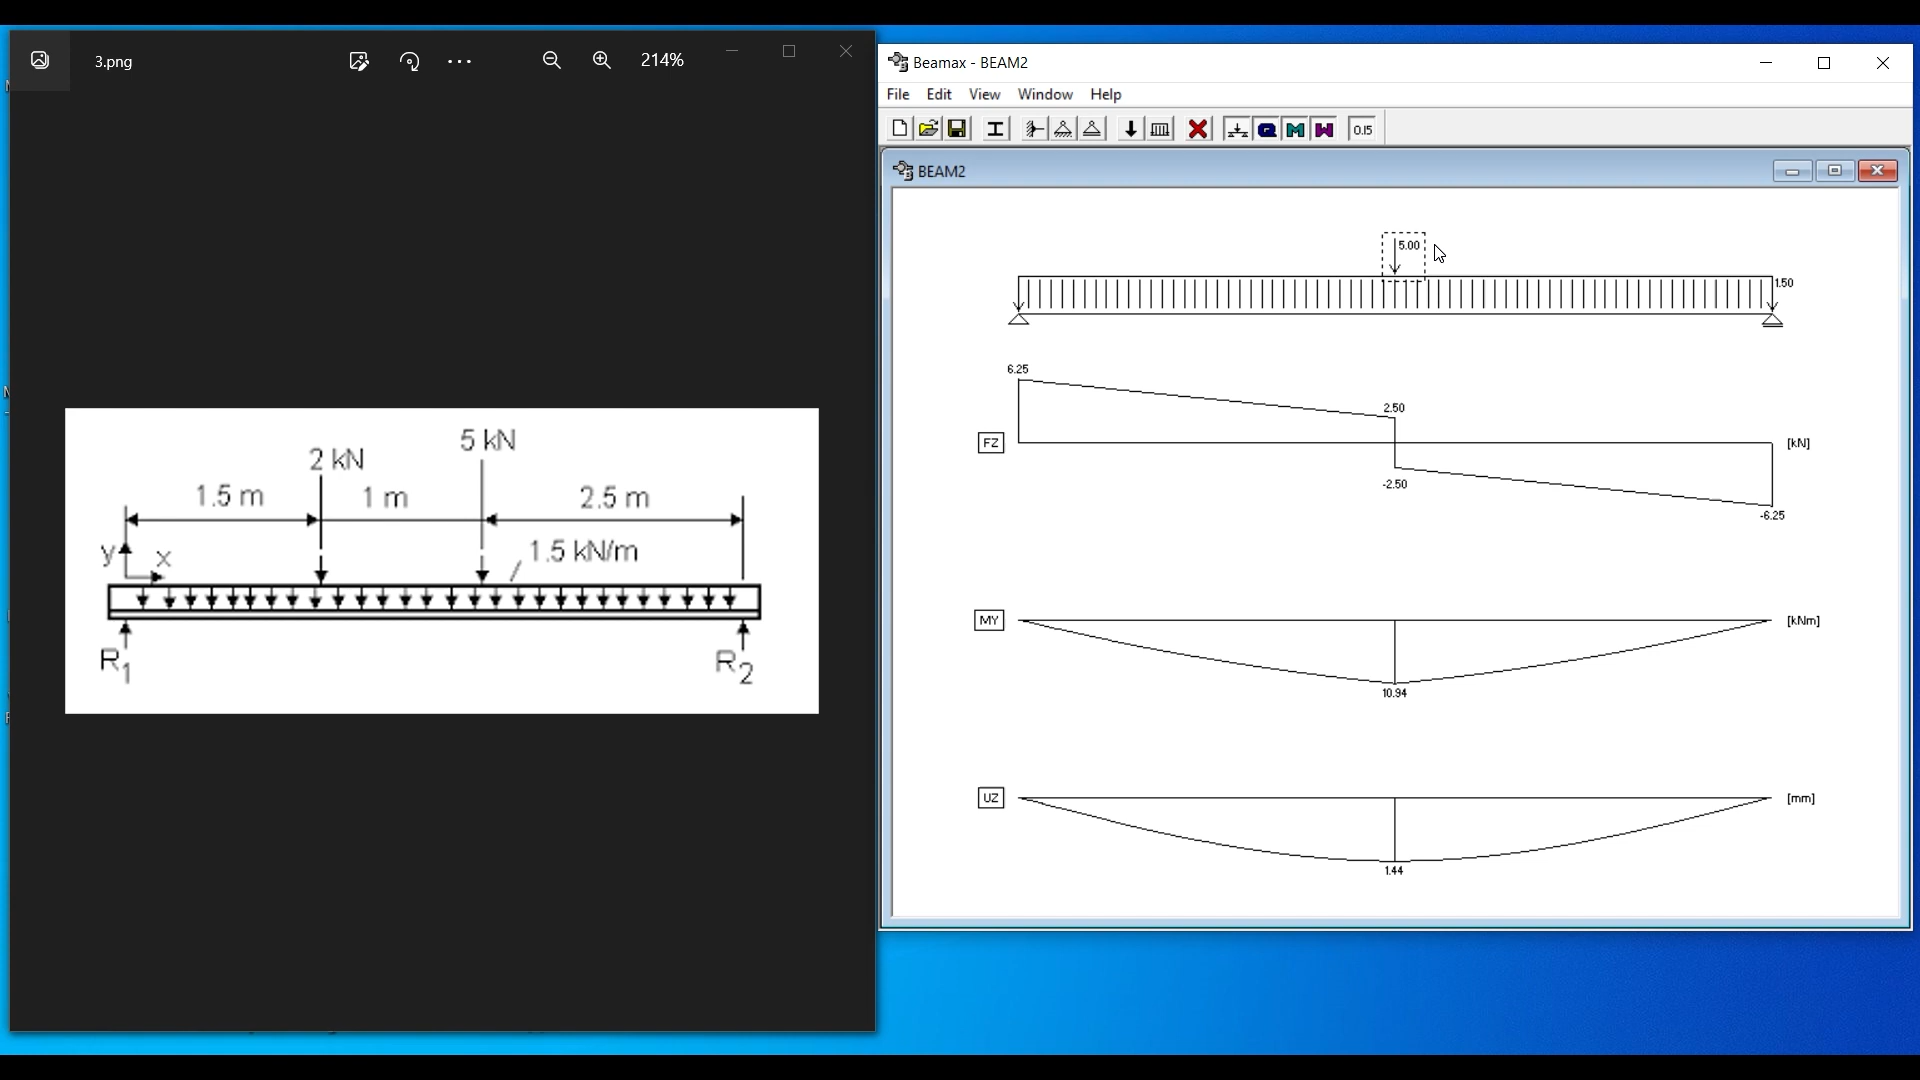 3.png
214%
2 kN
5 kN
1.5 m
1 m
2.5 m
y
x
1.5 kN/m
R1
R2
Beamax - BEAM2
File Edit View Window Help
Q M W 0.15
BEAM2
5.00
1.50
6.25
2.50
FZ
[kN]
-2.50
-6.25
MY
[kNm]
10.94
UZ
[mm]
1.44